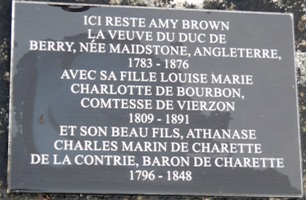 ICI RESTE AMY BROWN
LA VEUVE DU DUC DE
BERRY, NÉE MAIDSTONE, ANGLETERRE,
1783 - 1876
AVEC SA FILLE LOUISE MARIE
CHARLOTTE DE BOURBON,
COMTESSE DE VIERZON
1809 - 1891
ET SON BEAU FILS, ATHANASE
CHARLES MARIN DE CHARETTE
DE LA CONTRIE, BARON DE CHARETTE
1796 - 1848